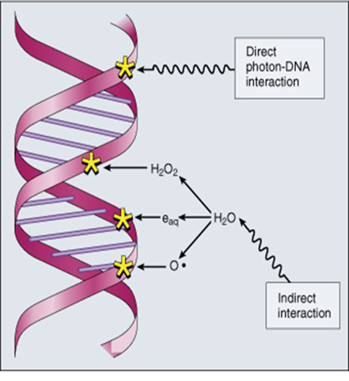 Direct
photon-DNA
interaction
H₂O₂
eaq
H₂O
O •
Indirect
interaction